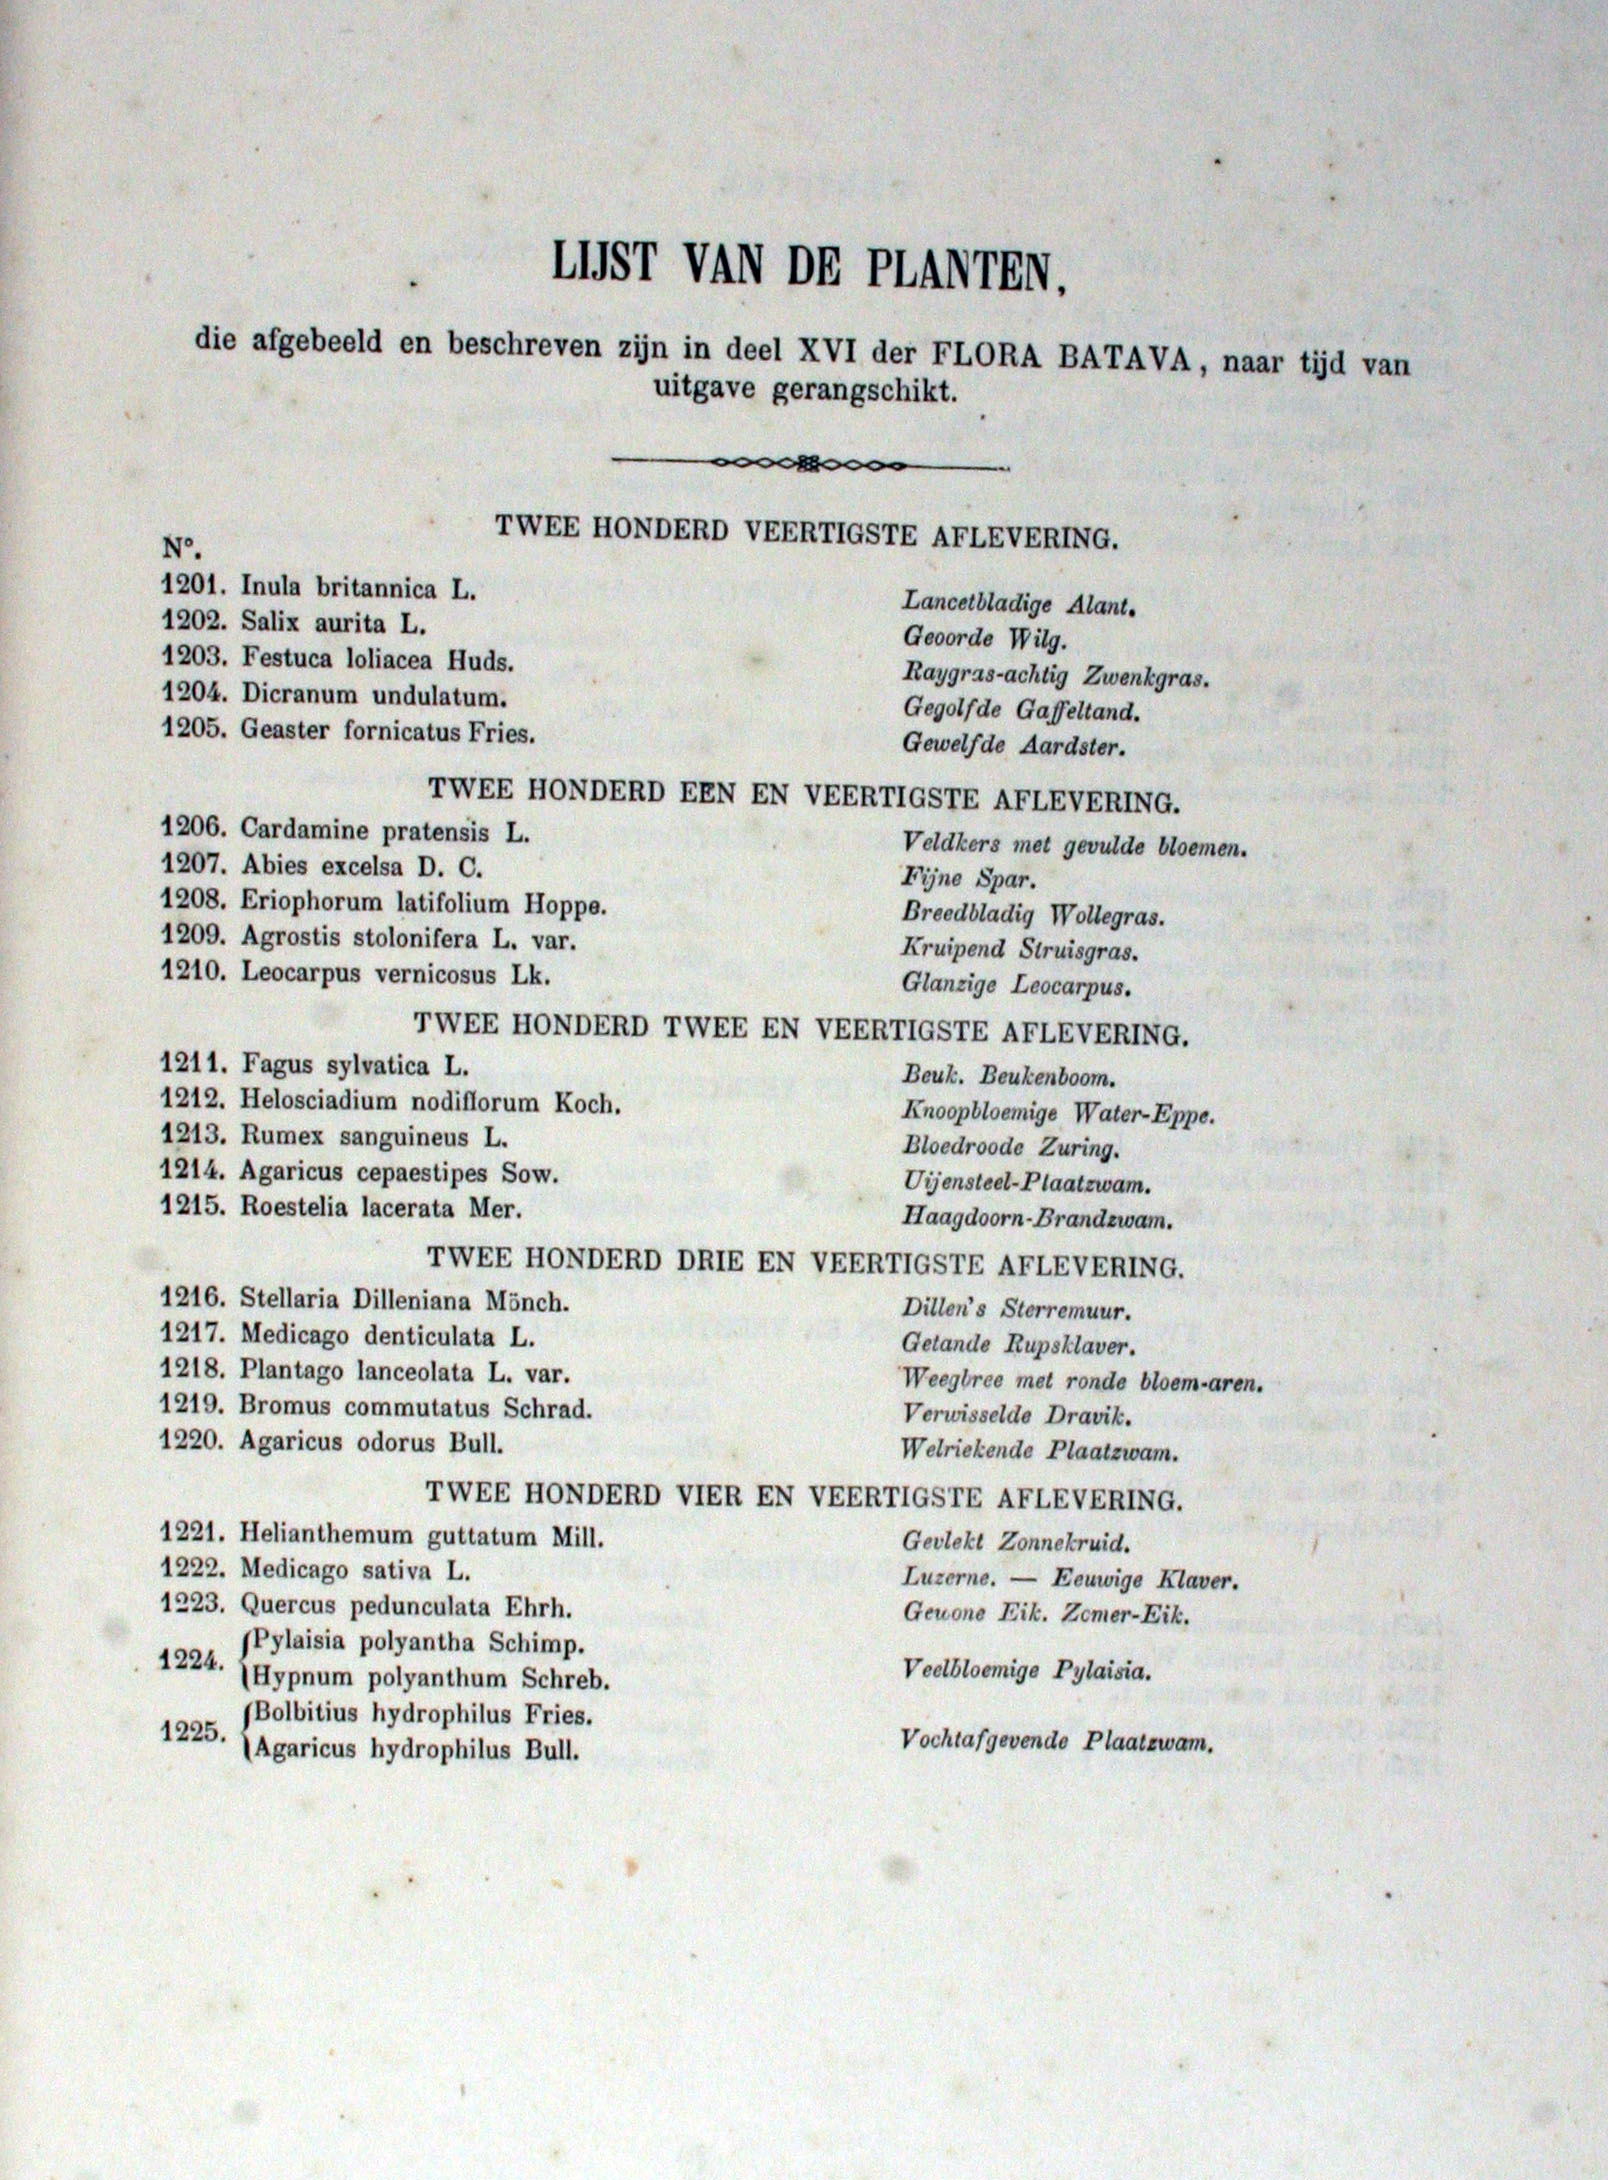 LIJST VAN DE PLANTEN,
die afgebeeld en beschreven zijn in deel XVI der FLORA BATAVA, naar tijd van
uitgave gerangschikt.
TWEE HONDERD VEERTIGSTE AFLEVERING.
N°.
1201. Inula britannica L. Lancetbladige Alant.
1202. Salix aurita L. Geoorde Wilg.
1203. Festuca loliacea Huds. Raygras-achtig Zwenkgras.
1204. Dicranum undulatum. Gegolfde Gaffeltand.
1205. Geaster fornicatus Fries. Gewelfde Aardster.
TWEE HONDERD EEN EN VEERTIGSTE AFLEVERING.
1206. Cardamine pratensis L. Veldkers met gevulde bloemen.
1207. Abies excelsa D. C. Fijne Spar.
1208. Eriophorum latifolium Hoppe. Breedbladig Wollegras.
1209. Agrostis stolonifera L. var. Kruipend Struisgras.
1210. Leocarpus vernicosus Lk. Glanzige Leocarpus.
TWEE HONDERD TWEE EN VEERTIGSTE AFLEVERING.
1211. Fagus sylvatica L. Beuk. Beukenboom.
1212. Helosciadium nodiflorum Koch. Knoopbloemige Water-Eppe.
1213. Rumex sanguineus L. Bloedroode Zuring.
1214. Agaricus cepaestipes Sow. Uijensteel-Plaatzwam.
1215. Roestelia lacerata Mer. Haagdoorn-Brandzwam.
TWEE HONDERD DRIE EN VEERTIGSTE AFLEVERING.
1216. Stellaria Dilleniana Mönch. Dillen's Sterremuur.
1217. Medicago denticulata L. Getande Rupsklaver.
1218. Plantago lanceolata L. var. Weegbree met ronde bloem-aren.
1219. Bromus commutatus Schrad. Verwisselde Dravik.
1220. Agaricus odorus Bull. Welriekende Plaatzwam.
TWEE HONDERD VIER EN VEERTIGSTE AFLEVERING.
1221. Helianthemum guttatum Mill. Gevlekt Zonnekruid.
1222. Medicago sativa L. Luzerne. — Eeuwige Klaver.
1223. Quercus pedunculata Ehrh. Gewone Eik. Zomer-Eik.
1224. Pylaisia polyantha Schimp. Veelbloemige Pylaisia.
Hypnum polyanthum Schreb.
1225. Bolbitius hydrophilus Fries. Vochtafgevende Plaatzwam.
Agaricus hydrophilus Bull.